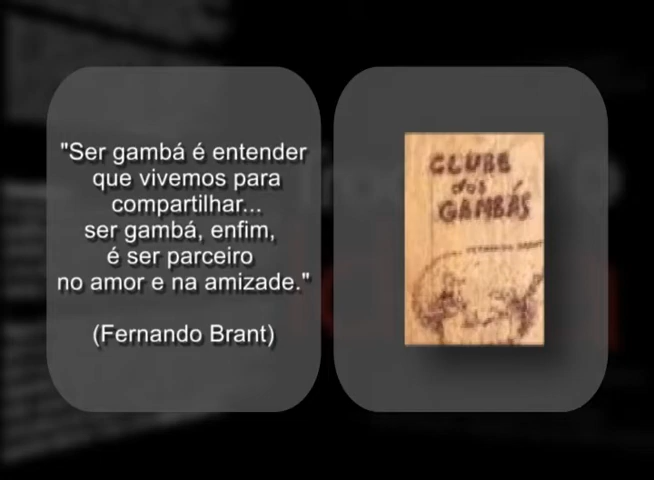 "Ser gambá é entender
que vivemos para
compartilhar...
ser gambá, enfim,
é ser parceiro
no amor e na amizade."
(Fernando Brant)
CLUBE
dos
GAMBÁS